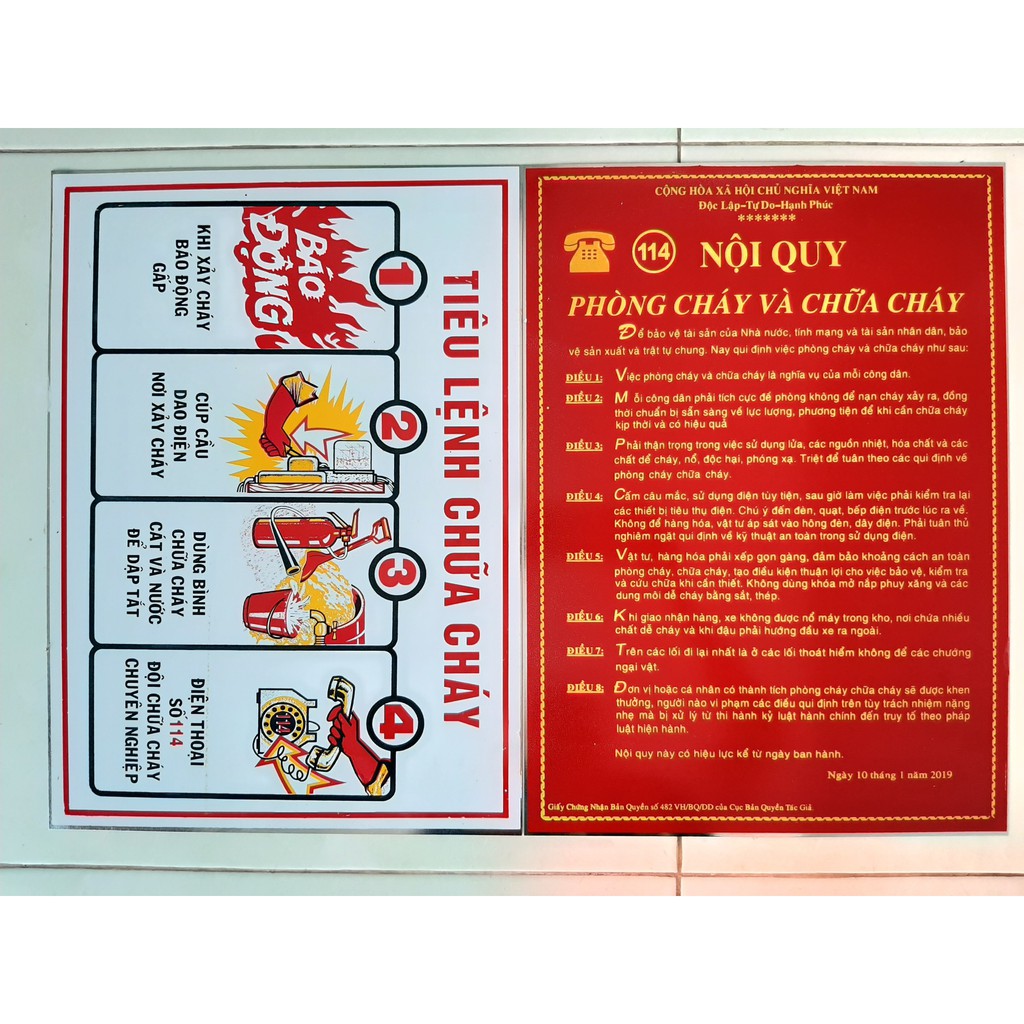 TIÊU LỆNH CHỮA CHÁY
1
BÁO
ĐỘNG
KHI XẢY CHÁY
BÁO ĐỘNG
GẤP
2
CÚP CẦU
DAO ĐIỆN
NƠI XẢY CHÁY
3
DÙNG BÌNH
CHỮA CHÁY
CÁT VÀ NƯỚC
ĐỂ DẬP TẮT
4
114
ĐIỆN THOẠI
SỐ 114
ĐỘI CHỮA CHÁY
CHUYÊN NGHIỆP
CỘNG HÒA XÃ HỘI CHỦ NGHĨA VIỆT NAM
Độc Lập-Tự Do-Hạnh Phúc
*******
114 NỘI QUY
PHÒNG CHÁY VÀ CHỮA CHÁY
Để bảo vệ tài sản của Nhà nước, tính mạng và tài sản nhân dân, bảo
vệ sản xuất và trật tự chung. Nay qui định việc phòng cháy và chữa cháy như sau:
ĐIỀU 1: Việc phòng cháy và chữa cháy là nghĩa vụ của mỗi công dân.
ĐIỀU 2: Mỗi công dân phải tích cực đề phòng không để nạn cháy xảy ra, đồng
thời chuẩn bị sẵn sàng về lực lượng, phương tiện để khi cần chữa cháy
kịp thời và có hiệu quả
ĐIỀU 3: Phải thận trọng trong việc sử dụng lửa, các nguồn nhiệt, hóa chất và các
chất dể cháy, nổ, độc hại, phóng xạ. Triệt để tuân theo các qui định về
phòng cháy chữa cháy.
ĐIỀU 4: Cấm câu mắc, sử dụng điện tùy tiện, sau giờ làm việc phải kiểm tra lại
các thiết bị tiêu thụ điện. Chú ý đến đèn, quạt, bếp điện trước lúc ra về.
Không để hàng hóa, vật tư áp sát vào hông đèn, dây điện. Phải tuân thủ
nghiêm ngặt qui định về kỹ thuật an toàn trong sử dụng điện.
ĐIỀU 5: Vật tư, hàng hóa phải xếp gọn gàng, đảm bảo khoảng cách an toàn
phòng cháy, chữa cháy, tạo điều kiện thuận lợi cho việc bảo vệ, kiểm tra
và cứu chữa khi cần thiết. Không dùng khóa mở nắp phuy xăng và các
dung môi dễ cháy bằng sắt, thép.
ĐIỀU 6: Khi giao nhận hàng, xe không được nổ máy trong kho, nơi chứa nhiều
chất dễ cháy và khi đậu phải hướng đầu xe ra ngoài.
ĐIỀU 7: Trên các lối đi lại nhất là ở các lối thoát hiểm không để các chướng
ngại vật.
ĐIỀU 8: Đơn vị hoặc cá nhân có thành tích phòng cháy chữa cháy sẽ được khen
thưởng, người nào vi phạm các điều qui định trên tùy trách nhiệm nặng
nhẹ mà bị xử lý từ thi hành kỷ luật hành chính đến truy tố theo pháp
luật hiện hành.
Nội quy này có hiệu lực kể từ ngày ban hành.
Ngày 10 tháng 1 năm 2019
Giấy Chứng Nhận Bản Quyền số 482 VH/BQ/DD của Cục Bản Quyền Tác Giả.